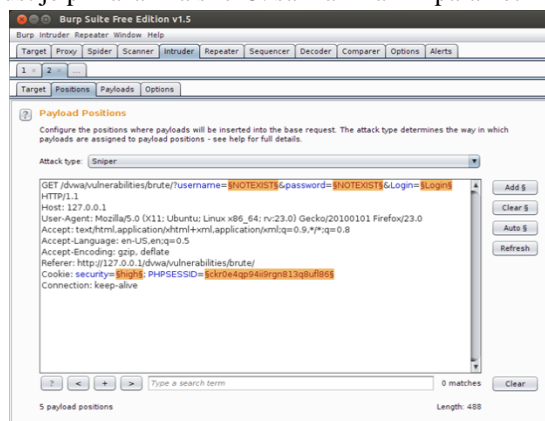 Burp Suite Free Edition v1.5
Burp Intruder Repeater Window Help
Target Proxy Spider Scanner Intruder Repeater Sequencer Decoder Comparer Options Alerts
1 × 2 × ...
Target Positions Payloads Options
? Payload Positions
Configure the positions where payloads will be inserted into the base request. The attack type determines the way in
which payloads are assigned to payload positions - see help for full details.
Attack type: Sniper
GET /dvwa/vulnerabilities/brute/?username=§NOTEXIST§&password=§NOTEXIST§&Login=§Login§
HTTP/1.1
Host: 127.0.0.1
User-Agent: Mozilla/5.0 (X11; Ubuntu; Linux x86_64; rv:23.0) Gecko/20100101 Firefox/23.0
Accept: text/html,application/xhtml+xml,application/xml;q=0.9,*/*;q=0.8
Accept-Language: en-US,en;q=0.5
Accept-Encoding: gzip, deflate
Referer: http://127.0.0.1/dvwa/vulnerabilities/brute/
Cookie: security=§high§; PHPSESSID=§ckr0e4qp94ii9rgn813q8ufl86§
Connection: keep-alive
Add §
Clear §
Auto §
Refresh
? < + > Type a search term 0 matches Clear
5 payload positions Length: 488